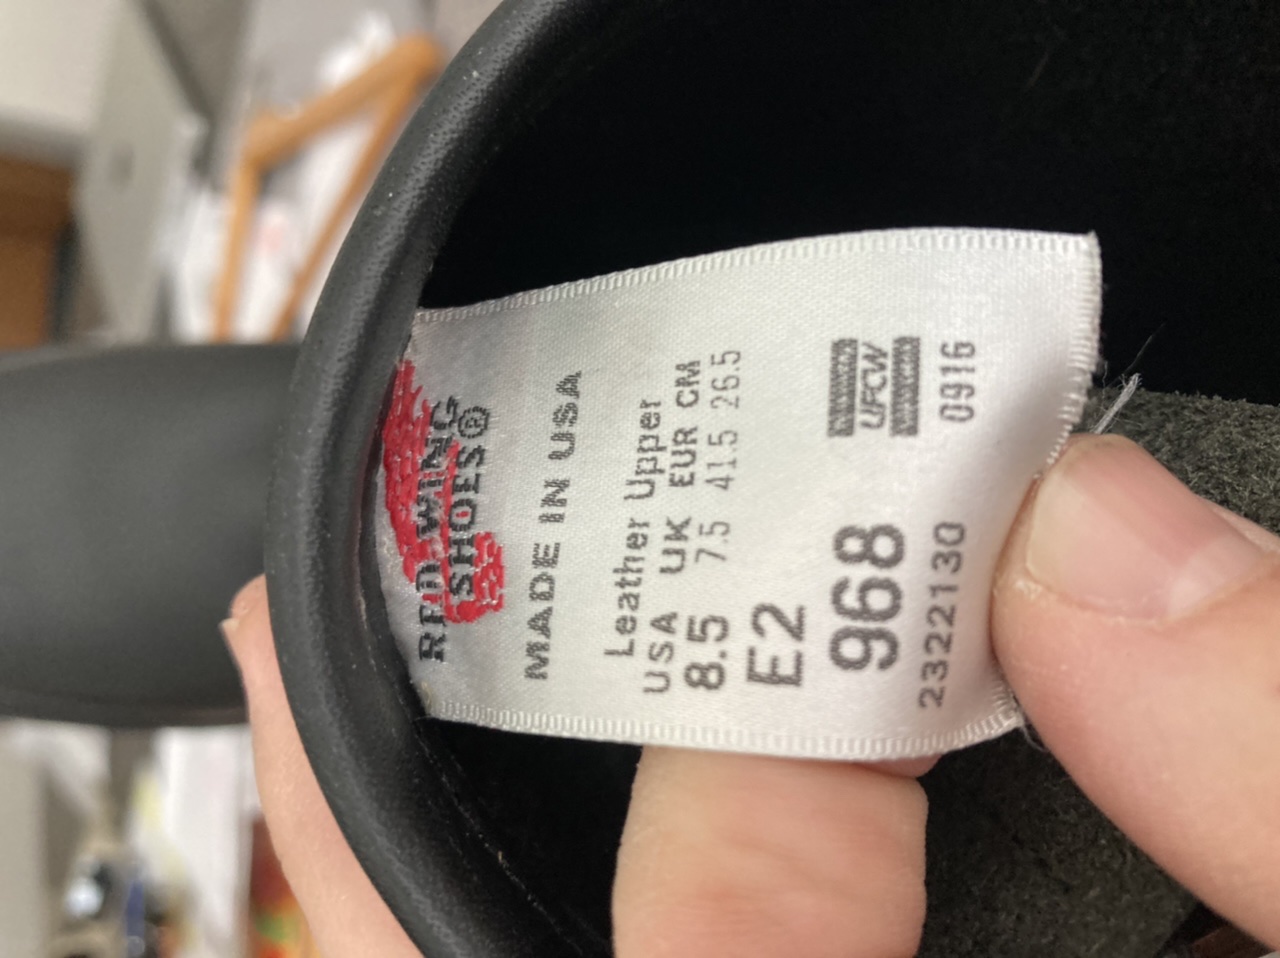 RED WING
SHOES®
MADE IN USA
Leather Upper
USA UK EUR CM
8.5 7.5 41.5 26.5
E2
968 UFCW
2322130 0916